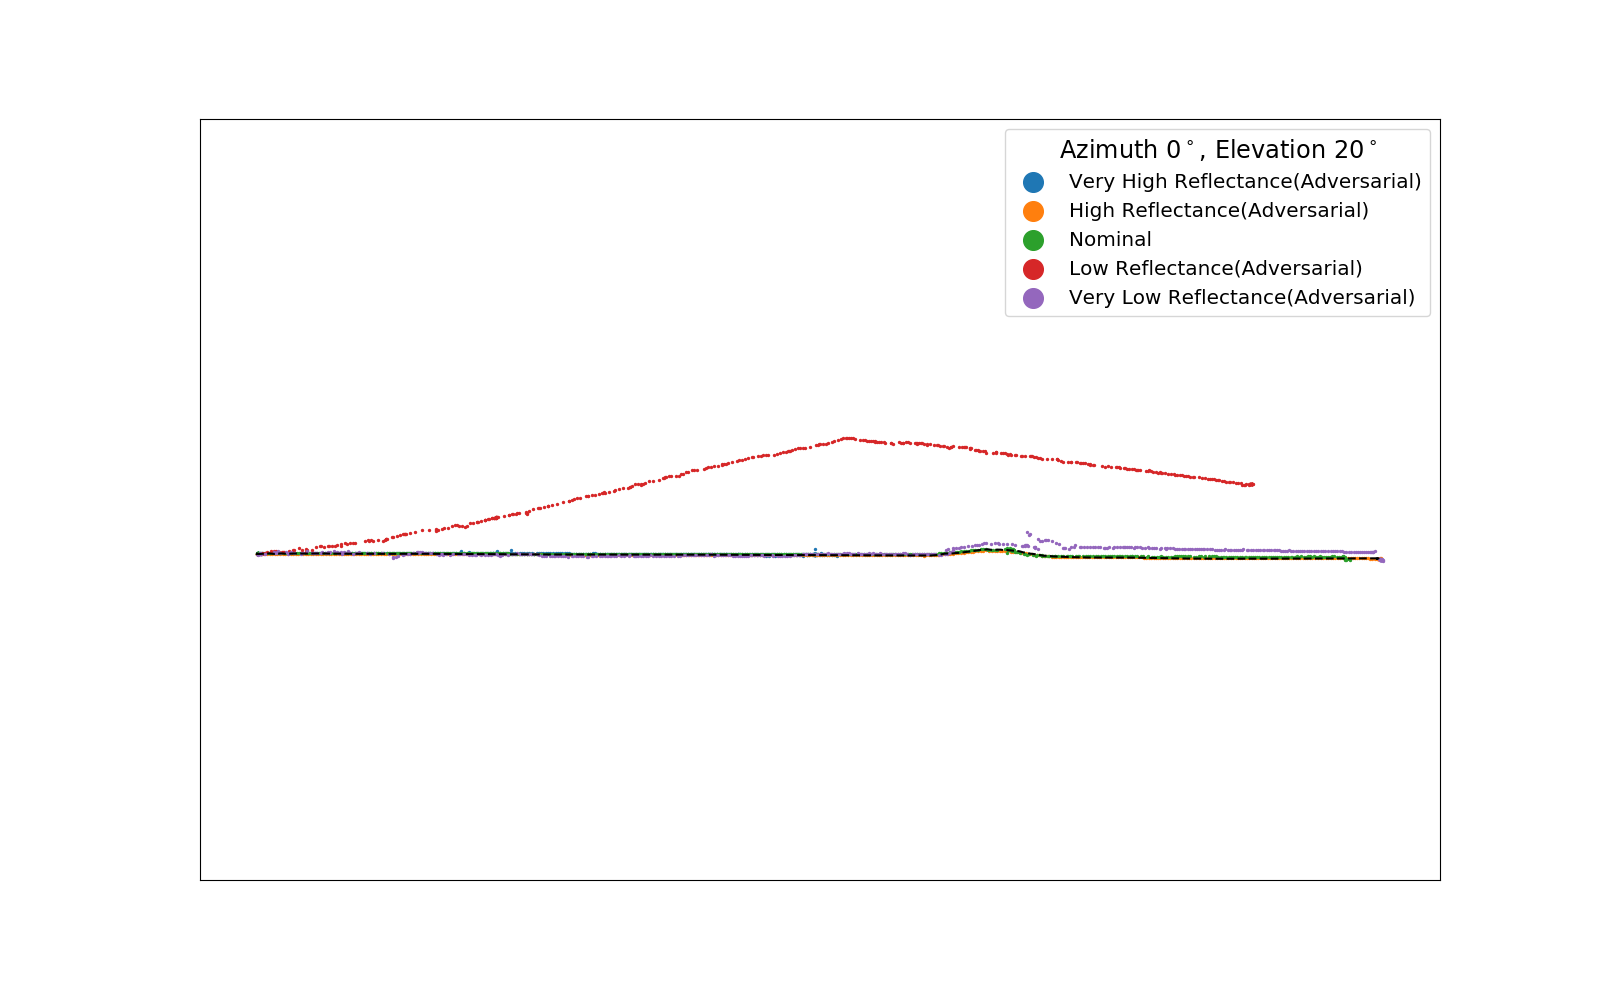 Azimuth 0°, Elevation 20°
Very High Reflectance(Adversarial)
High Reflectance(Adversarial)
Nominal
Low Reflectance(Adversarial)
Very Low Reflectance(Adversarial)